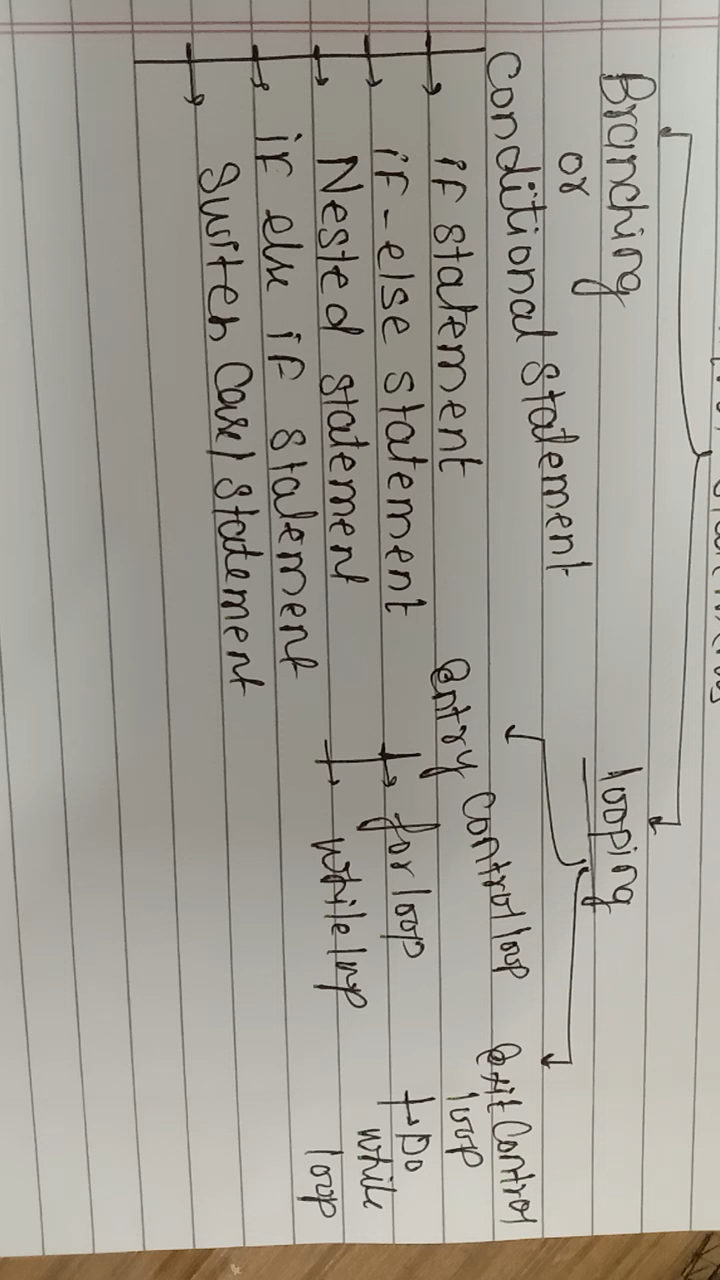 Branching
or
Conditional Statement
if statement
if-else statement
Nested statement
if else if statement
Switch Case/ Statement
looping
Entry Control loop
for loop
while loop
Exit Control
loop
Do
while
loop